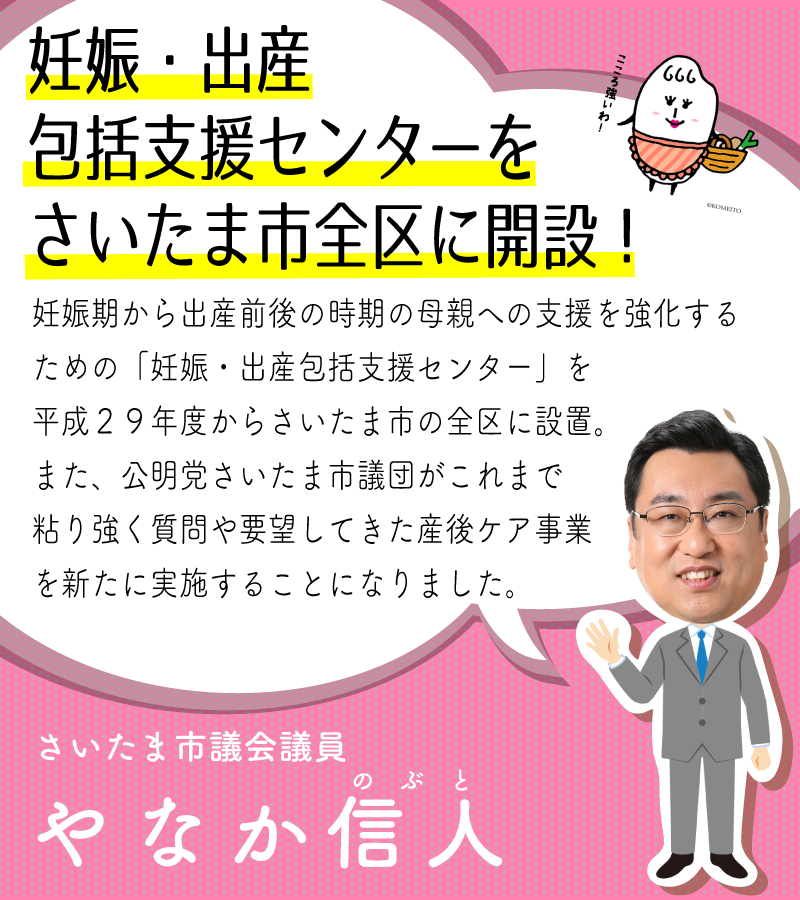 妊娠・出産
包括支援センターを
さいたま市全区に開設！
こころ強いわ！
©KOMEITO
妊娠期から出産前後の時期の母親への支援を強化する
ための「妊娠・出産包括支援センター」を
平成２９年度からさいたま市の全区に設置。
また、公明党さいたま市議団がこれまで
粘り強く質問や要望してきた産後ケア事業
を新たに実施することになりました。
さいたま市議会議員
のぶと
やなか信人